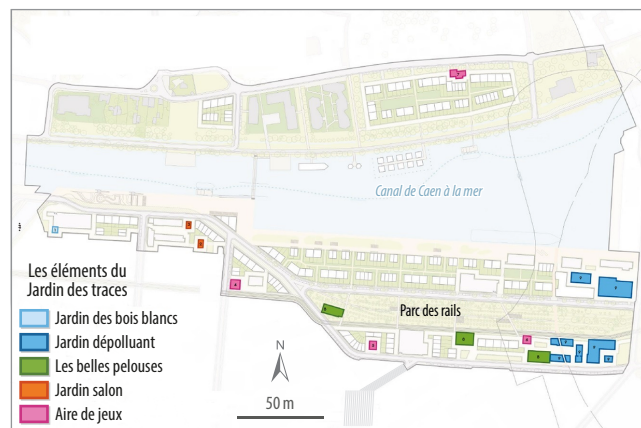 Canal de Caen à la mer
Parc des rails
Les éléments du
Jardin des traces
Jardin des bois blancs
Jardin dépolluant
Les belles pelouses
Jardin salon
Aire de jeux
N
50 m